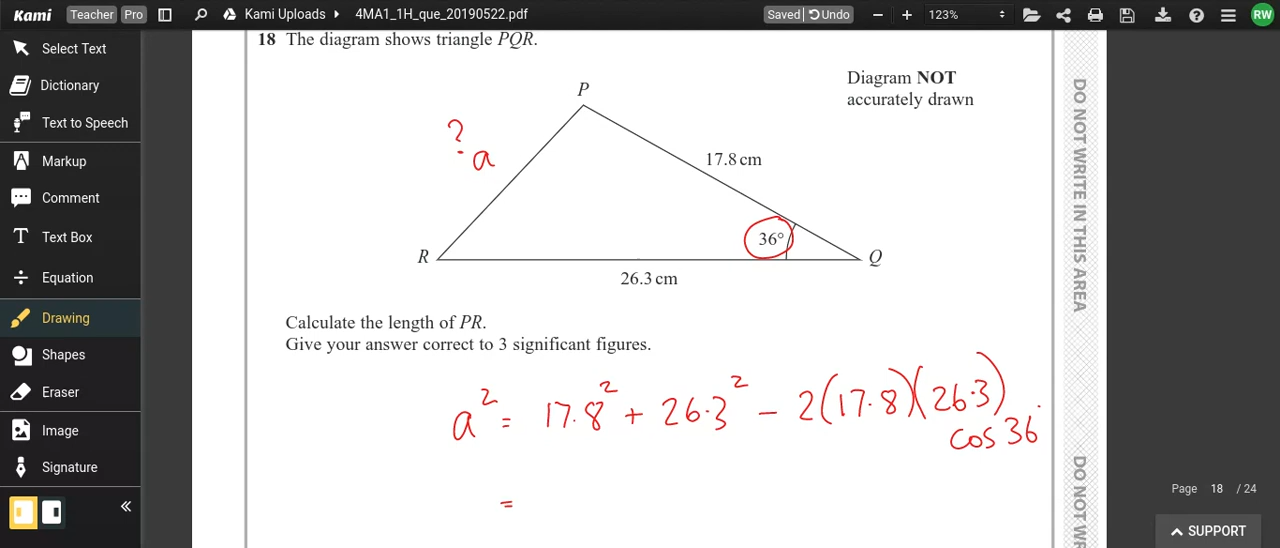 Kami Teacher Pro Kami Uploads 4MA1_1H_que_20190522.pdf Saved Undo 123% RW
Select Text
Dictionary
Text to Speech
Markup
Comment
Text Box
Equation
Drawing
Shapes
Eraser
Image
Signature
18 The diagram shows triangle PQR.
Diagram NOT
accurately drawn
P
? a
17.8 cm
36°
R
Q
26.3 cm
Calculate the length of PR.
Give your answer correct to 3 significant figures.
a² = 17.8² + 26.3² − 2(17.8)(26.3)
cos 36
=
DO NOT WRITE IN THIS AREA
DO NOT WR
Page 18 / 24
SUPPORT